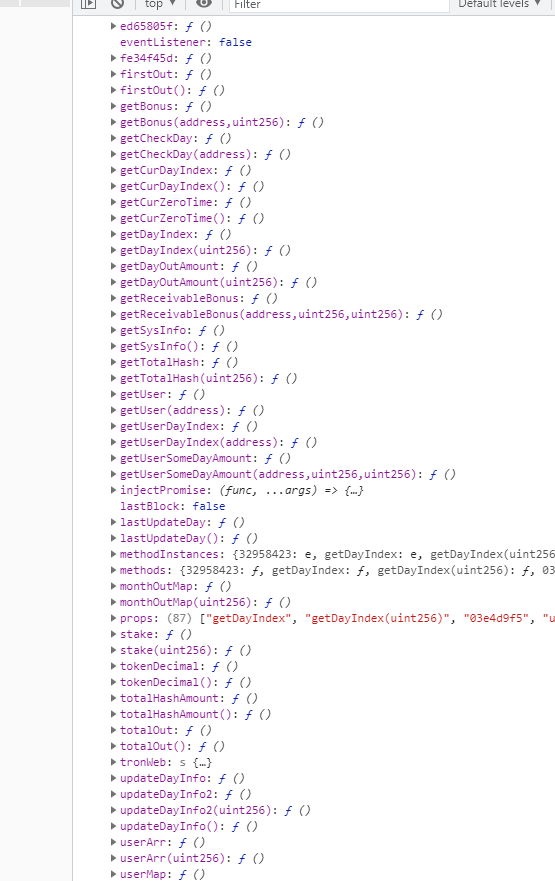 top ▼ Filter Default levels ▼
▶ ed65805f: ƒ ()
eventListener: false
▶ fe34f45d: ƒ ()
▶ firstOut: ƒ ()
▶ firstOut(): ƒ ()
▶ getBonus: ƒ ()
▶ getBonus(address,uint256): ƒ ()
▶ getCheckDay: ƒ ()
▶ getCheckDay(address): ƒ ()
▶ getCurDayIndex: ƒ ()
▶ getCurDayIndex(): ƒ ()
▶ getCurZeroTime: ƒ ()
▶ getCurZeroTime(): ƒ ()
▶ getDayIndex: ƒ ()
▶ getDayIndex(uint256): ƒ ()
▶ getDayOutAmount: ƒ ()
▶ getDayOutAmount(uint256): ƒ ()
▶ getReceivableBonus: ƒ ()
▶ getReceivableBonus(address,uint256,uint256): ƒ ()
▶ getSysInfo: ƒ ()
▶ getSysInfo(): ƒ ()
▶ getTotalHash: ƒ ()
▶ getTotalHash(uint256): ƒ ()
▶ getUser: ƒ ()
▶ getUser(address): ƒ ()
▶ getUserDayIndex: ƒ ()
▶ getUserDayIndex(address): ƒ ()
▶ getUserSomeDayAmount: ƒ ()
▶ getUserSomeDayAmount(address,uint256,uint256): ƒ ()
▶ injectPromise: (func, ...args) => {…}
lastBlock: false
▶ lastUpdateDay: ƒ ()
▶ lastUpdateDay(): ƒ ()
▶ methodInstances: {32958423: e, getDayIndex: e, getDayIndex(uint256
▶ methods: {32958423: ƒ, getDayIndex: ƒ, getDayIndex(uint256): ƒ, 03
▶ monthOutMap: ƒ ()
▶ monthOutMap(uint256): ƒ ()
▶ props: (87) ["getDayIndex", "getDayIndex(uint256)", "03e4d9f5", "u
▶ stake: ƒ ()
▶ stake(uint256): ƒ ()
▶ tokenDecimal: ƒ ()
▶ tokenDecimal(): ƒ ()
▶ totalHashAmount: ƒ ()
▶ totalHashAmount(): ƒ ()
▶ totalOut: ƒ ()
▶ totalOut(): ƒ ()
▶ tronWeb: s {…}
▶ updateDayInfo: ƒ ()
▶ updateDayInfo2: ƒ ()
▶ updateDayInfo2(uint256): ƒ ()
▶ updateDayInfo(): ƒ ()
▶ userArr: ƒ ()
▶ userArr(uint256): ƒ ()
▶ userMap: ƒ ()